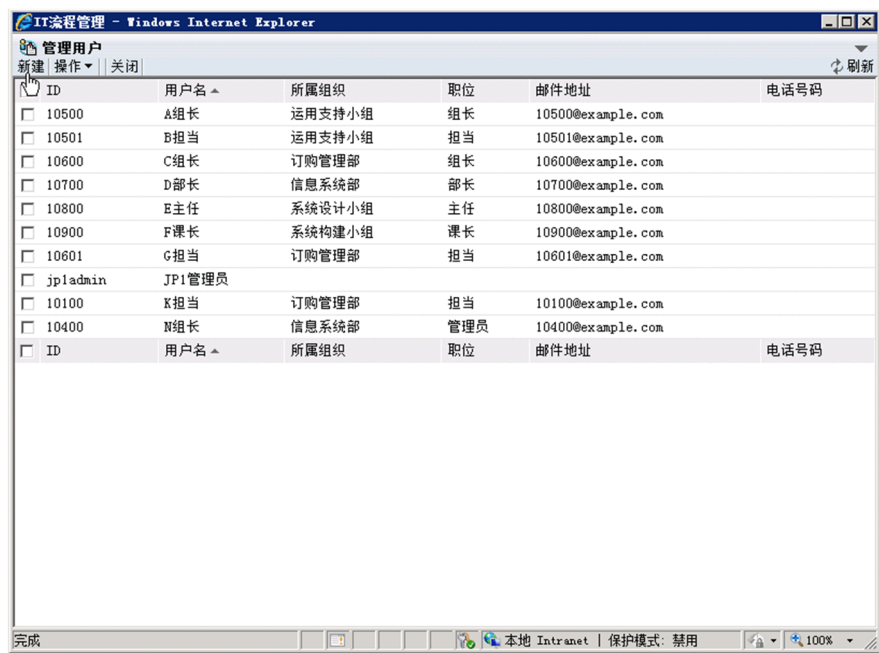 IT流程管理 - Windows Internet Explorer
管理用户
新建 操作 关闭 刷新
ID 用户名 所属组织 职位 邮件地址 电话号码
10500 A组长 运用支持小组 组长 10500@example.com
10501 B担当 运用支持小组 担当 10501@example.com
10600 C组长 订购管理部 组长 10600@example.com
10700 D部长 信息系统部 部长 10700@example.com
10800 E主任 系统设计小组 主任 10800@example.com
10900 F课长 系统构建小组 课长 10900@example.com
10601 G担当 订购管理部 担当 10601@example.com
jp1admin JP1管理员
10100 K担当 订购管理部 担当 10100@example.com
10400 N组长 信息系统部 管理员 10400@example.com
ID 用户名 所属组织 职位 邮件地址 电话号码
完成 本地 Intranet | 保护模式: 禁用 100%